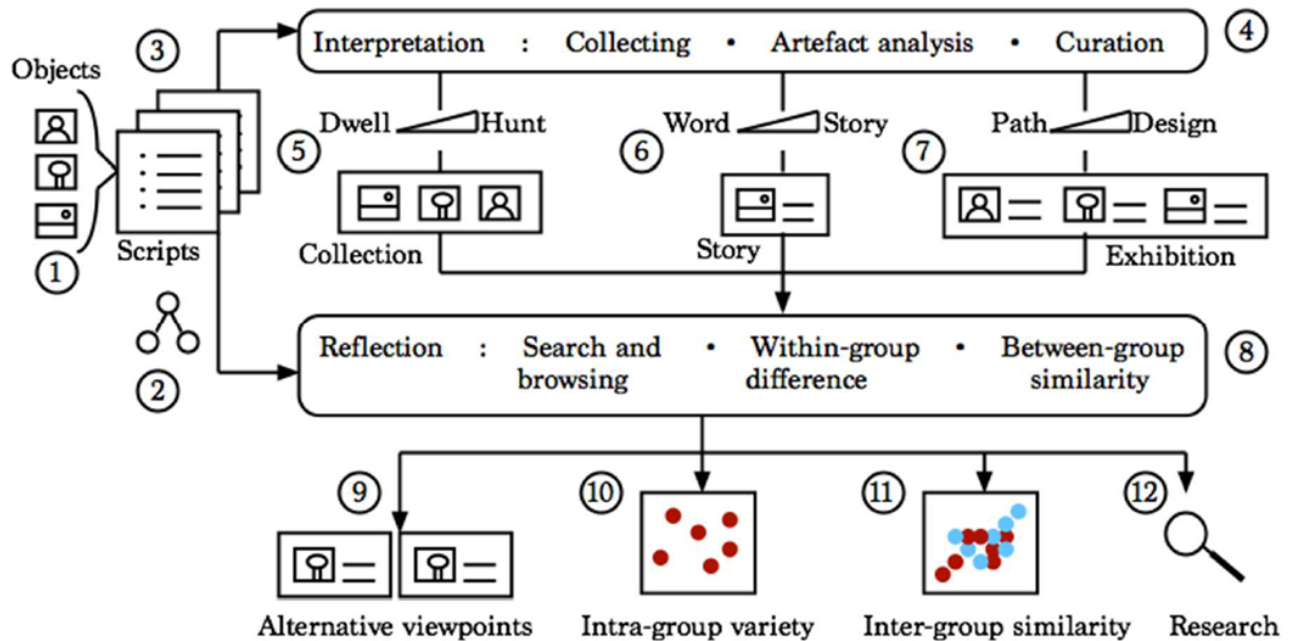 ③
④
Interpretation : Collecting • Artefact analysis • Curation
Objects
Dwell Hunt
Word Story
Path Design
⑤
⑥
⑦
Scripts
Collection
Story
Exhibition
①
②
Reflection : Search and browsing • Within-group difference • Between-group similarity
⑧
⑨
⑩
⑪
⑫
Alternative viewpoints
Intra-group variety
Inter-group similarity
Research